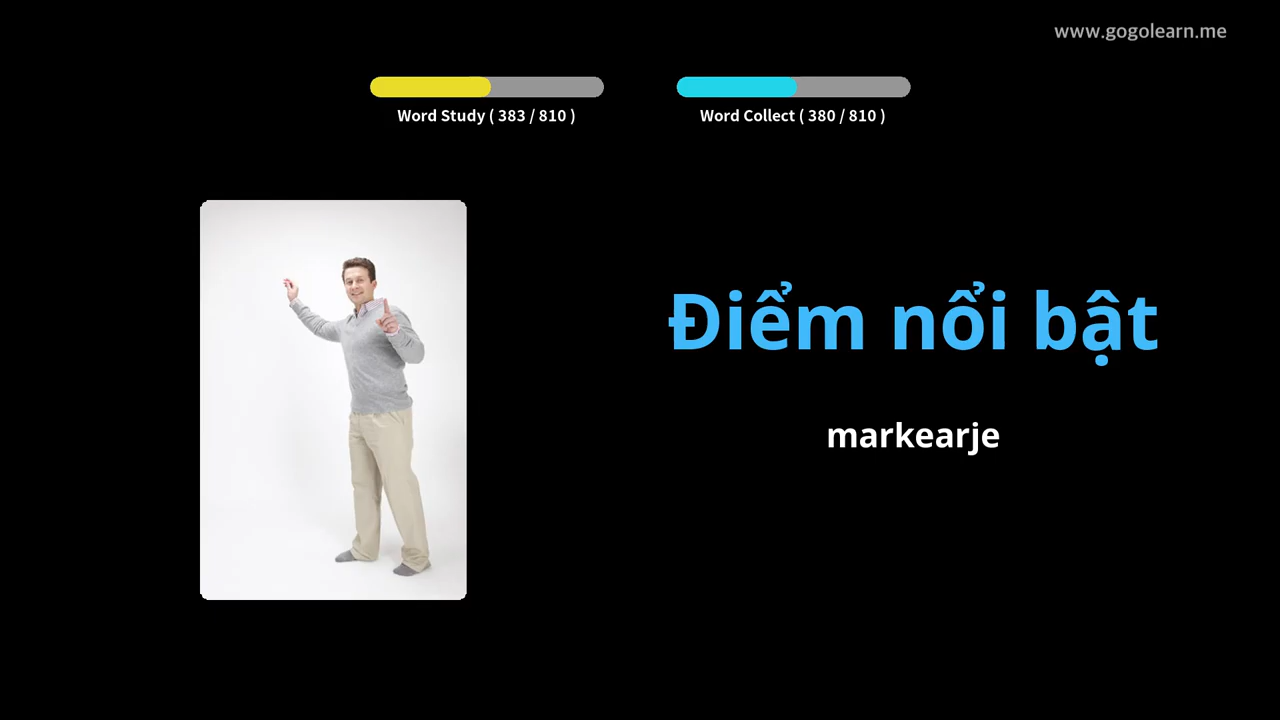 www.gogolearn.me
Word Study ( 383 / 810 )
Word Collect ( 380 / 810 )
Điểm nổi bật
markearje